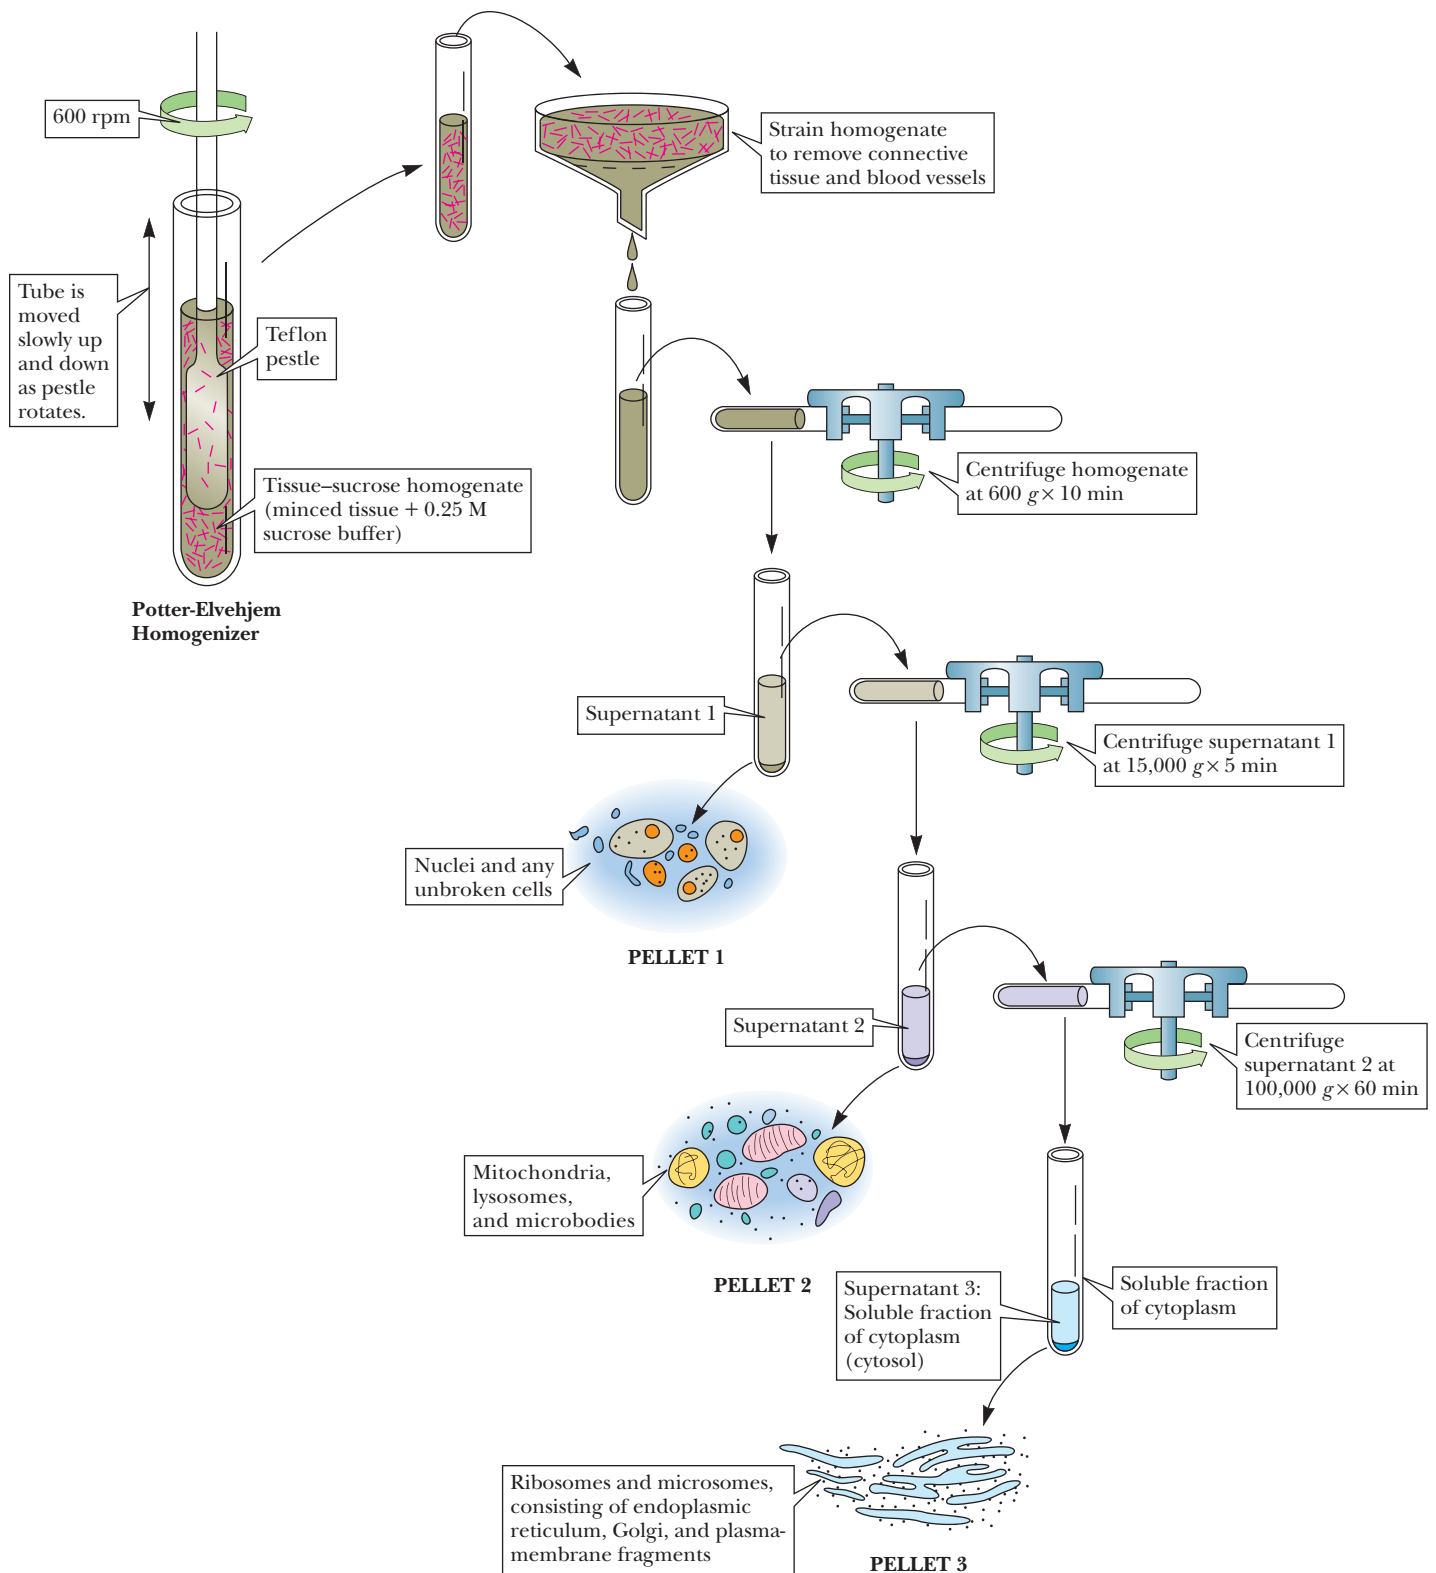 600 rpm
Strain homogenate
to remove connective
tissue and blood vessels
Tube is
moved
slowly up
and down
as pestle
rotates.
Teflon
pestle
Tissue–sucrose homogenate
(minced tissue + 0.25 M
sucrose buffer)
Potter-Elvehjem
Homogenizer
Centrifuge homogenate
at 600 g × 10 min
Supernatant 1
Centrifuge supernatant 1
at 15,000 g × 5 min
Nuclei and any
unbroken cells
PELLET 1
Supernatant 2
Centrifuge
supernatant 2 at
100,000 g × 60 min
Mitochondria,
lysosomes,
and microbodies
PELLET 2
Supernatant 3:
Soluble fraction
of cytoplasm
(cytosol)
Soluble fraction
of cytoplasm
Ribosomes and microsomes,
consisting of endoplasmic
reticulum, Golgi, and plasma-
membrane fragments
PELLET 3